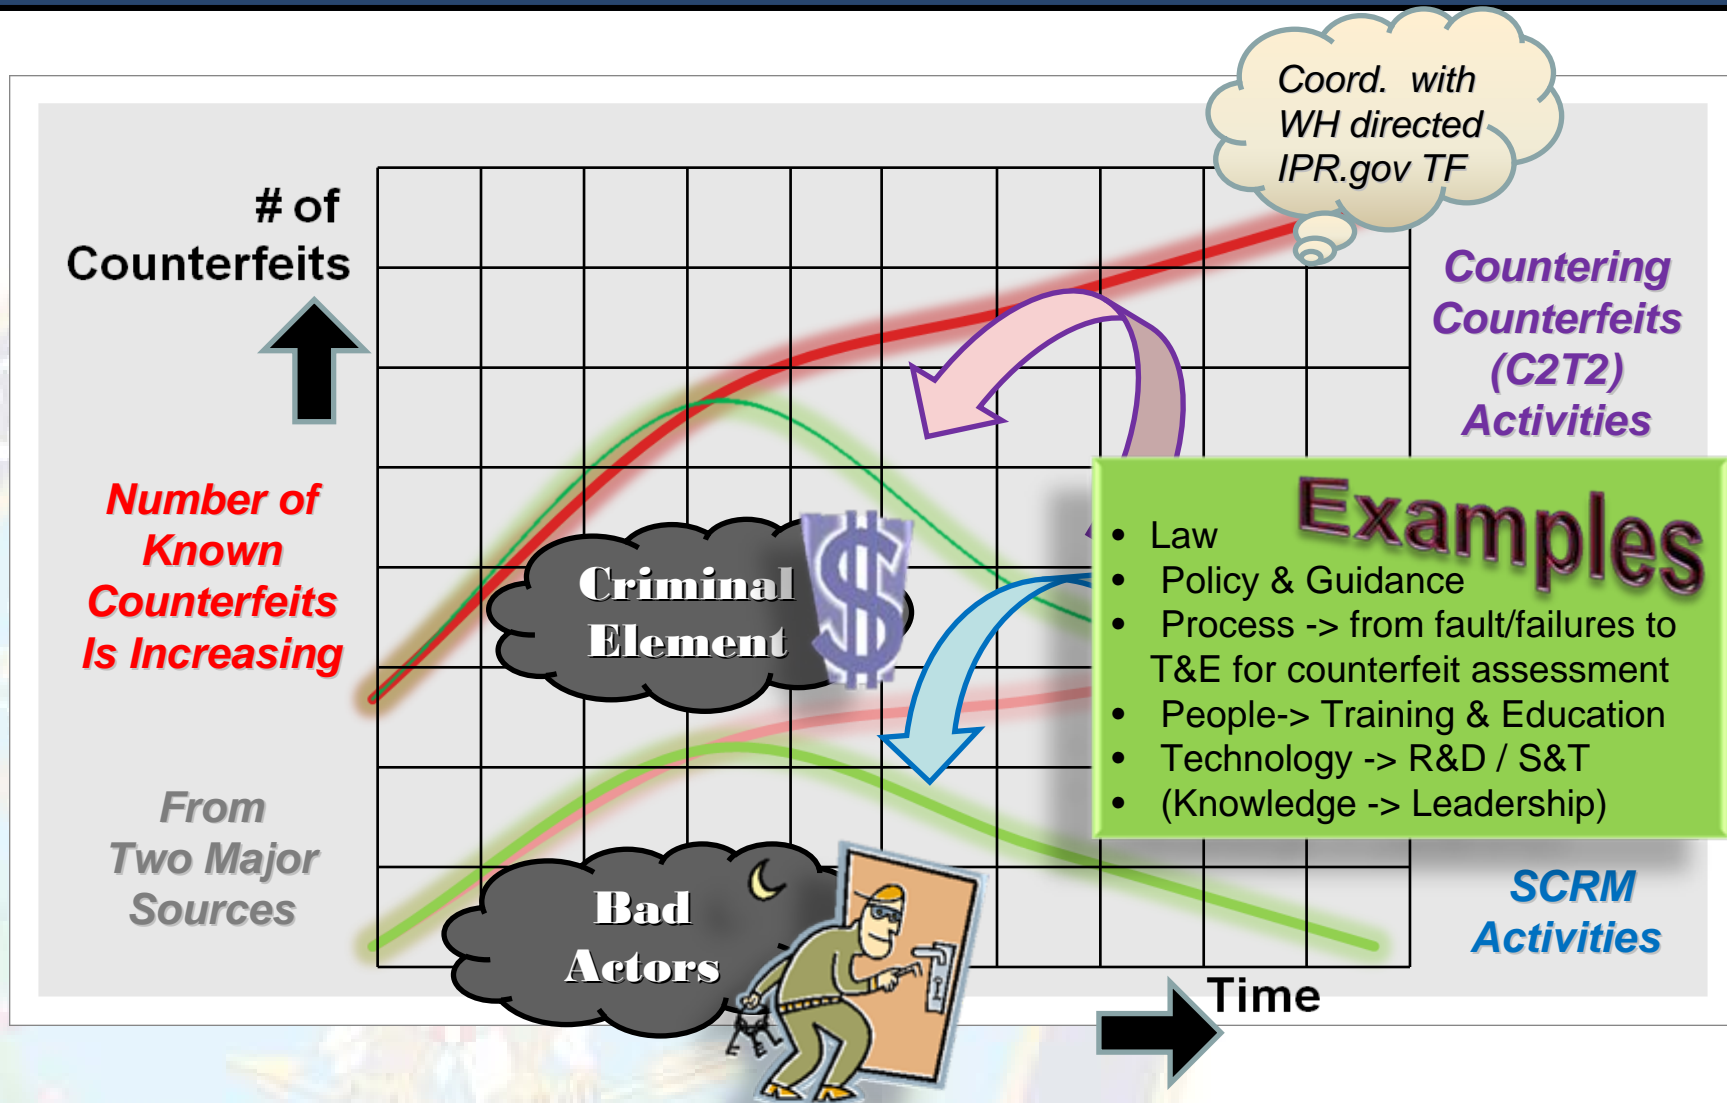 Coord. with
WH directed
IPR.gov TF
# of
Counterfeits
Countering
Counterfeits
(C2T2)
Activities
Number of
Known
Counterfeits
Is Increasing
Criminal
Element
$
Examples
• Law
• Policy & Guidance
• Process -> from fault/failures to
T&E for counterfeit assessment
• People-> Training & Education
• Technology -> R&D / S&T
• (Knowledge -> Leadership)
From
Two Major
Sources
Bad
Actors
SCRM
Activities
Time